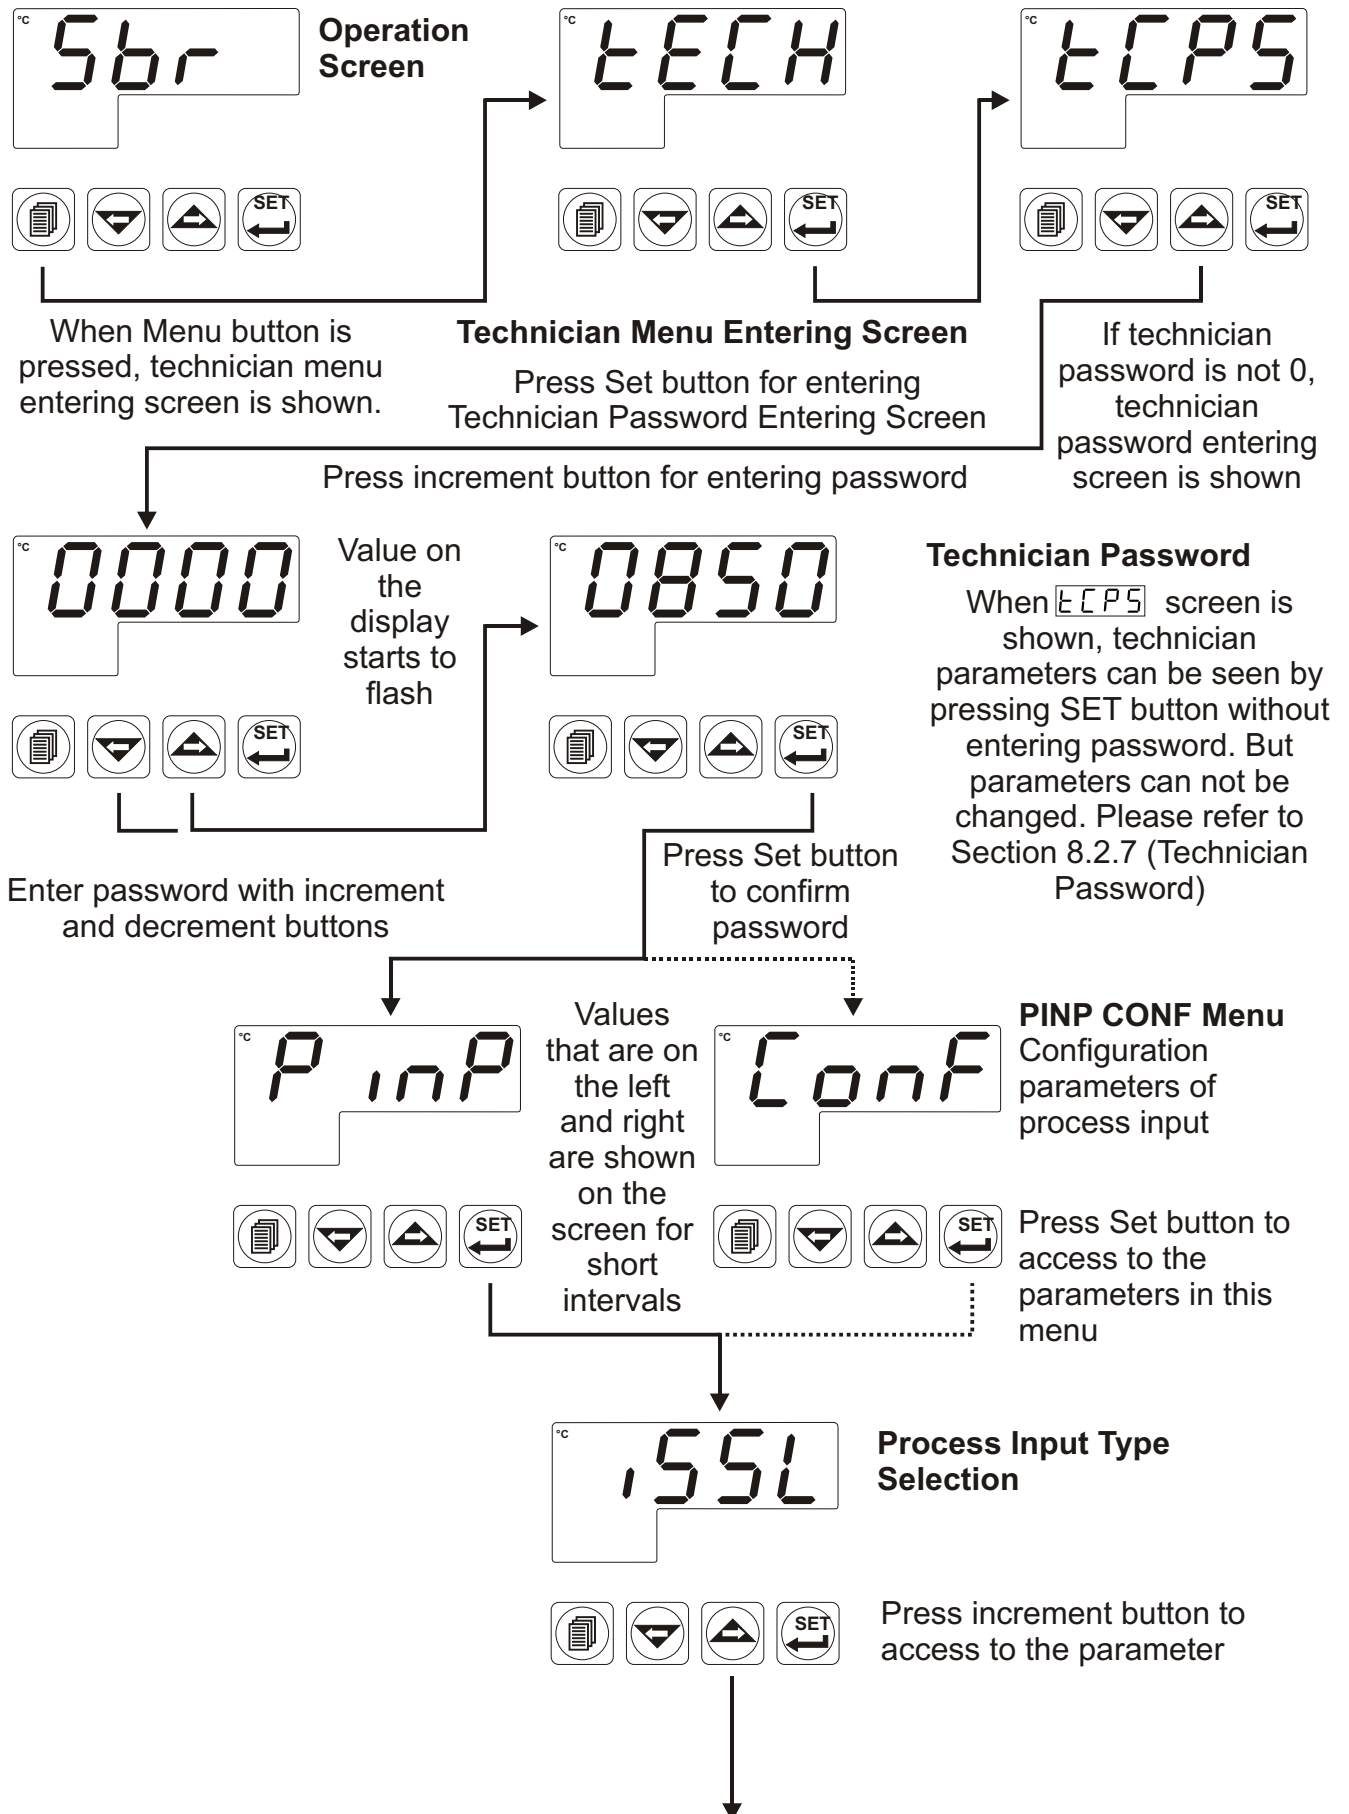 °C
Sbr
Operation
Screen
°C
tECH
°C
tCPS
SET
SET
SET
When Menu button is
pressed, technician menu
entering screen is shown.
Technician Menu Entering Screen
Press Set button for entering
Technician Password Entering Screen
If technician
password is not 0,
technician
password entering
screen is shown
Press increment button for entering password
°C
0000
Value on
the
display
starts to
flash
°C
0850
SET
SET
Technician Password
When tCPS screen is
shown, technician
parameters can be seen by
pressing SET button without
entering password. But
parameters can not be
changed. Please refer to
Section 8.2.7 (Technician
Password)
Enter password with increment
and decrement buttons
Press Set button
to confirm
password
°C
PinP
Values
that are on
the left
and right
are shown
on the
screen for
short
intervals
°C
ConF
PINP CONF Menu
Configuration
parameters of
process input
SET
SET
Press Set button to
access to the
parameters in this
menu
°C
iSSL
Process Input Type
Selection
SET
Press increment button to
access to the parameter